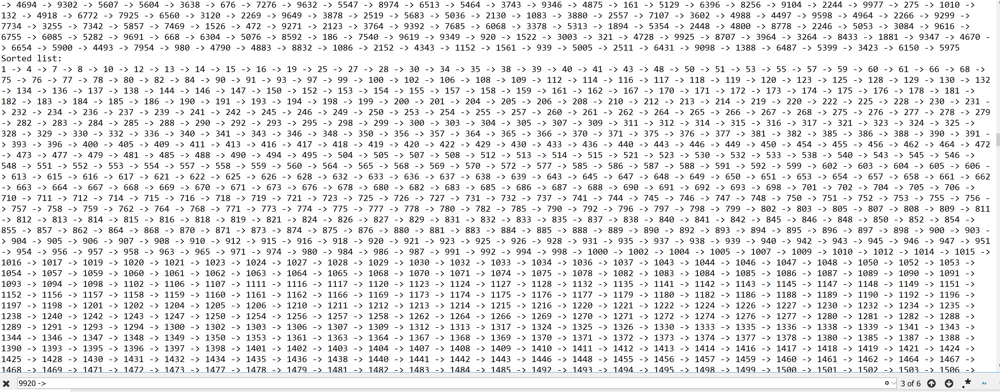 -> 4694 -> 9302 -> 5607 -> 5604 -> 3638 -> 676 -> 7276 -> 9632 -> 5547 -> 8974 -> 6513 -> 5464 -> 3743 -> 9346 -> 4875 -> 161 -> 5129 -> 6396 -> 8256 -> 9104 -> 2244 -> 9977 -> 275 -> 1010 ->
132 -> 4918 -> 6772 -> 7925 -> 6560 -> 3120 -> 2269 -> 9649 -> 3878 -> 2519 -> 5683 -> 5036 -> 2130 -> 1083 -> 3880 -> 2557 -> 7107 -> 3602 -> 4988 -> 4497 -> 9598 -> 4964 -> 2266 -> 9299 ->
7734 -> 3255 -> 7342 -> 5857 -> 7469 -> 1526 -> 472 -> 9271 -> 2123 -> 3764 -> 9392 -> 7685 -> 6068 -> 3378 -> 5313 -> 1894 -> 5354 -> 2448 -> 4800 -> 8778 -> 2246 -> 5053 -> 3084 -> 9616 ->
6755 -> 6085 -> 5282 -> 9691 -> 668 -> 6304 -> 5076 -> 8592 -> 186 -> 7540 -> 9619 -> 9349 -> 920 -> 1522 -> 3003 -> 321 -> 4728 -> 9925 -> 8707 -> 3964 -> 3264 -> 8433 -> 1881 -> 9347 -> 4670 -
> 6654 -> 5900 -> 4493 -> 7954 -> 980 -> 4790 -> 4883 -> 8832 -> 1086 -> 2152 -> 4343 -> 1152 -> 1561 -> 939 -> 5005 -> 2511 -> 6431 -> 9098 -> 1388 -> 6487 -> 5399 -> 3423 -> 6150 -> 5975
Sorted list:
1 -> 4 -> 7 -> 8 -> 10 -> 12 -> 13 -> 14 -> 15 -> 16 -> 19 -> 25 -> 27 -> 28 -> 30 -> 34 -> 35 -> 38 -> 39 -> 40 -> 41 -> 43 -> 48 -> 50 -> 51 -> 53 -> 55 -> 57 -> 59 -> 60 -> 61 -> 66 -> 68 ->
75 -> 76 -> 77 -> 78 -> 80 -> 82 -> 84 -> 90 -> 91 -> 93 -> 97 -> 99 -> 100 -> 102 -> 106 -> 108 -> 109 -> 112 -> 114 -> 116 -> 117 -> 118 -> 119 -> 120 -> 123 -> 125 -> 128 -> 129 -> 130 -> 132
-> 134 -> 136 -> 137 -> 138 -> 144 -> 146 -> 147 -> 150 -> 152 -> 153 -> 154 -> 155 -> 157 -> 158 -> 159 -> 161 -> 162 -> 167 -> 170 -> 171 -> 172 -> 173 -> 174 -> 175 -> 176 -> 178 -> 181 ->
182 -> 183 -> 184 -> 185 -> 186 -> 190 -> 191 -> 193 -> 194 -> 198 -> 199 -> 200 -> 201 -> 204 -> 205 -> 206 -> 208 -> 210 -> 212 -> 213 -> 214 -> 219 -> 220 -> 222 -> 225 -> 228 -> 230 -> 231 -
> 232 -> 234 -> 236 -> 237 -> 239 -> 241 -> 242 -> 245 -> 246 -> 249 -> 250 -> 253 -> 254 -> 255 -> 257 -> 260 -> 261 -> 262 -> 264 -> 265 -> 266 -> 267 -> 268 -> 275 -> 276 -> 277 -> 278 -> 279
-> 282 -> 283 -> 284 -> 285 -> 288 -> 290 -> 292 -> 293 -> 295 -> 298 -> 299 -> 300 -> 303 -> 304 -> 305 -> 307 -> 309 -> 311 -> 312 -> 314 -> 315 -> 316 -> 317 -> 321 -> 323 -> 324 -> 325 ->
328 -> 329 -> 330 -> 332 -> 336 -> 340 -> 341 -> 343 -> 346 -> 348 -> 350 -> 356 -> 357 -> 364 -> 365 -> 366 -> 370 -> 371 -> 375 -> 376 -> 377 -> 381 -> 382 -> 385 -> 386 -> 388 -> 390 -> 391 -
> 393 -> 396 -> 400 -> 405 -> 409 -> 411 -> 413 -> 416 -> 417 -> 418 -> 419 -> 420 -> 422 -> 429 -> 430 -> 433 -> 436 -> 440 -> 443 -> 446 -> 449 -> 450 -> 454 -> 455 -> 456 -> 462 -> 464 -> 472
-> 473 -> 477 -> 479 -> 481 -> 485 -> 488 -> 490 -> 494 -> 495 -> 504 -> 505 -> 507 -> 508 -> 512 -> 513 -> 514 -> 515 -> 521 -> 523 -> 530 -> 532 -> 533 -> 538 -> 540 -> 543 -> 545 -> 546 ->
548 -> 551 -> 552 -> 553 -> 554 -> 557 -> 558 -> 559 -> 560 -> 564 -> 565 -> 568 -> 569 -> 570 -> 572 -> 577 -> 585 -> 586 -> 587 -> 588 -> 591 -> 592 -> 599 -> 602 -> 603 -> 604 -> 605 -> 606 -
> 613 -> 615 -> 616 -> 617 -> 621 -> 622 -> 625 -> 626 -> 628 -> 632 -> 633 -> 636 -> 637 -> 638 -> 639 -> 643 -> 645 -> 647 -> 648 -> 649 -> 650 -> 651 -> 653 -> 654 -> 657 -> 658 -> 661 -> 662
-> 663 -> 664 -> 667 -> 668 -> 669 -> 670 -> 671 -> 673 -> 676 -> 678 -> 680 -> 682 -> 683 -> 685 -> 686 -> 687 -> 688 -> 690 -> 691 -> 692 -> 693 -> 698 -> 701 -> 702 -> 704 -> 705 -> 706 ->
710 -> 711 -> 712 -> 714 -> 715 -> 716 -> 718 -> 719 -> 721 -> 723 -> 725 -> 726 -> 727 -> 731 -> 732 -> 737 -> 741 -> 744 -> 745 -> 746 -> 747 -> 748 -> 750 -> 751 -> 752 -> 753 -> 755 -> 756 -
> 757 -> 758 -> 759 -> 762 -> 764 -> 768 -> 771 -> 773 -> 774 -> 775 -> 777 -> 778 -> 780 -> 782 -> 785 -> 790 -> 792 -> 796 -> 797 -> 798 -> 799 -> 802 -> 803 -> 805 -> 807 -> 808 -> 809 -> 811
-> 812 -> 813 -> 814 -> 815 -> 816 -> 818 -> 819 -> 821 -> 824 -> 826 -> 827 -> 829 -> 831 -> 832 -> 833 -> 835 -> 837 -> 838 -> 840 -> 841 -> 842 -> 845 -> 846 -> 848 -> 850 -> 852 -> 854 ->
855 -> 857 -> 862 -> 864 -> 868 -> 870 -> 871 -> 873 -> 874 -> 875 -> 876 -> 880 -> 881 -> 883 -> 884 -> 885 -> 888 -> 889 -> 890 -> 892 -> 893 -> 894 -> 895 -> 896 -> 897 -> 898 -> 900 -> 903 -
> 904 -> 905 -> 906 -> 907 -> 908 -> 910 -> 912 -> 915 -> 916 -> 918 -> 920 -> 921 -> 923 -> 925 -> 926 -> 928 -> 931 -> 935 -> 937 -> 938 -> 939 -> 940 -> 942 -> 943 -> 945 -> 946 -> 947 -> 951
-> 954 -> 956 -> 957 -> 958 -> 963 -> 965 -> 971 -> 974 -> 980 -> 984 -> 986 -> 987 -> 991 -> 992 -> 994 -> 998 -> 1000 -> 1002 -> 1004 -> 1005 -> 1007 -> 1009 -> 1010 -> 1012 -> 1014 -> 1015 ->
1016 -> 1017 -> 1019 -> 1020 -> 1021 -> 1023 -> 1024 -> 1027 -> 1028 -> 1029 -> 1030 -> 1032 -> 1033 -> 1034 -> 1036 -> 1037 -> 1043 -> 1044 -> 1046 -> 1047 -> 1048 -> 1050 -> 1052 -> 1053 ->
1054 -> 1057 -> 1059 -> 1060 -> 1061 -> 1062 -> 1063 -> 1064 -> 1065 -> 1068 -> 1070 -> 1071 -> 1074 -> 1075 -> 1078 -> 1082 -> 1083 -> 1084 -> 1085 -> 1086 -> 1087 -> 1089 -> 1090 -> 1091 ->
1093 -> 1094 -> 1098 -> 1102 -> 1106 -> 1107 -> 1111 -> 1116 -> 1117 -> 1120 -> 1123 -> 1124 -> 1127 -> 1128 -> 1132 -> 1135 -> 1141 -> 1142 -> 1143 -> 1145 -> 1147 -> 1148 -> 1149 -> 1151 ->
1152 -> 1156 -> 1157 -> 1158 -> 1159 -> 1160 -> 1161 -> 1162 -> 1166 -> 1169 -> 1173 -> 1174 -> 1175 -> 1176 -> 1177 -> 1179 -> 1180 -> 1182 -> 1186 -> 1188 -> 1189 -> 1190 -> 1192 -> 1196 ->
1197 -> 1198 -> 1201 -> 1202 -> 1204 -> 1205 -> 1206 -> 1210 -> 1211 -> 1212 -> 1213 -> 1214 -> 1215 -> 1216 -> 1220 -> 1221 -> 1222 -> 1224 -> 1226 -> 1227 -> 1230 -> 1232 -> 1234 -> 1235 ->
1238 -> 1240 -> 1242 -> 1243 -> 1247 -> 1250 -> 1254 -> 1256 -> 1257 -> 1258 -> 1262 -> 1264 -> 1266 -> 1269 -> 1270 -> 1271 -> 1272 -> 1274 -> 1276 -> 1277 -> 1280 -> 1281 -> 1282 -> 1288 ->
1289 -> 1291 -> 1293 -> 1294 -> 1300 -> 1302 -> 1303 -> 1306 -> 1307 -> 1309 -> 1312 -> 1313 -> 1317 -> 1324 -> 1325 -> 1326 -> 1330 -> 1333 -> 1335 -> 1336 -> 1338 -> 1339 -> 1341 -> 1343 ->
1344 -> 1346 -> 1347 -> 1348 -> 1349 -> 1350 -> 1353 -> 1361 -> 1363 -> 1364 -> 1367 -> 1368 -> 1369 -> 1370 -> 1371 -> 1372 -> 1373 -> 1374 -> 1377 -> 1378 -> 1380 -> 1385 -> 1387 -> 1388 ->
1390 -> 1393 -> 1395 -> 1396 -> 1397 -> 1398 -> 1401 -> 1402 -> 1403 -> 1404 -> 1407 -> 1408 -> 1409 -> 1410 -> 1411 -> 1412 -> 1413 -> 1414 -> 1416 -> 1417 -> 1418 -> 1419 -> 1421 -> 1424 ->
1425 -> 1428 -> 1430 -> 1431 -> 1432 -> 1434 -> 1435 -> 1436 -> 1438 -> 1440 -> 1441 -> 1442 -> 1443 -> 1446 -> 1448 -> 1455 -> 1456 -> 1457 -> 1459 -> 1460 -> 1461 -> 1462 -> 1464 -> 1467 ->
1468 -> 1469 -> 1471 -> 1472 -> 1473 -> 1477 -> 1478 -> 1479 -> 1481 -> 1482 -> 1483 -> 1484 -> 1485 -> 1492 -> 1493 -> 1494 -> 1495 -> 1498 -> 1499 -> 1500 -> 1501 -> 1502 -> 1503 -> 1506 ->
9920 -> 3 of 6 .* Aa